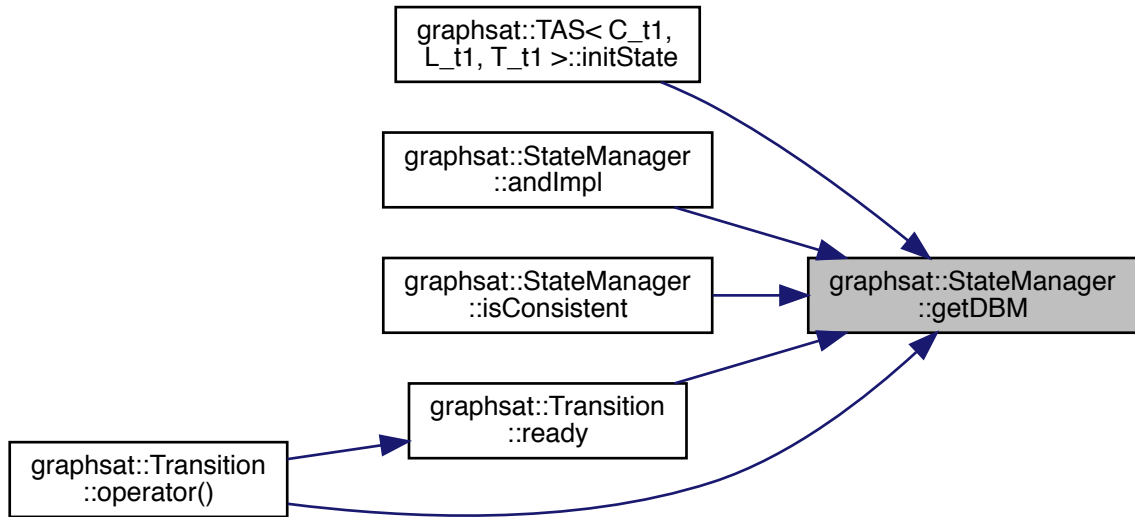 graphsat::TAS< C_t1,
L_t1, T_t1 >::initState
graphsat::StateManager
::andImpl
graphsat::StateManager
::isConsistent
graphsat::StateManager
::getDBM
graphsat::Transition
::ready
graphsat::Transition
::operator()